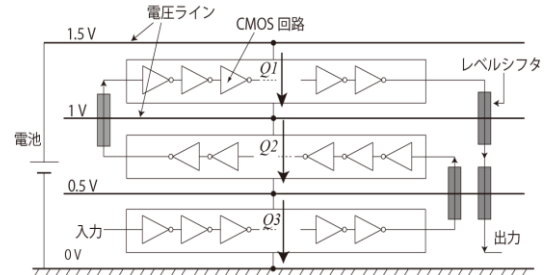 電圧ライン
CMOS 回路
1.5 V
Q1
レベルシフタ
1 V
電池
Q2
0.5 V
Q3
入力
出力
0 V